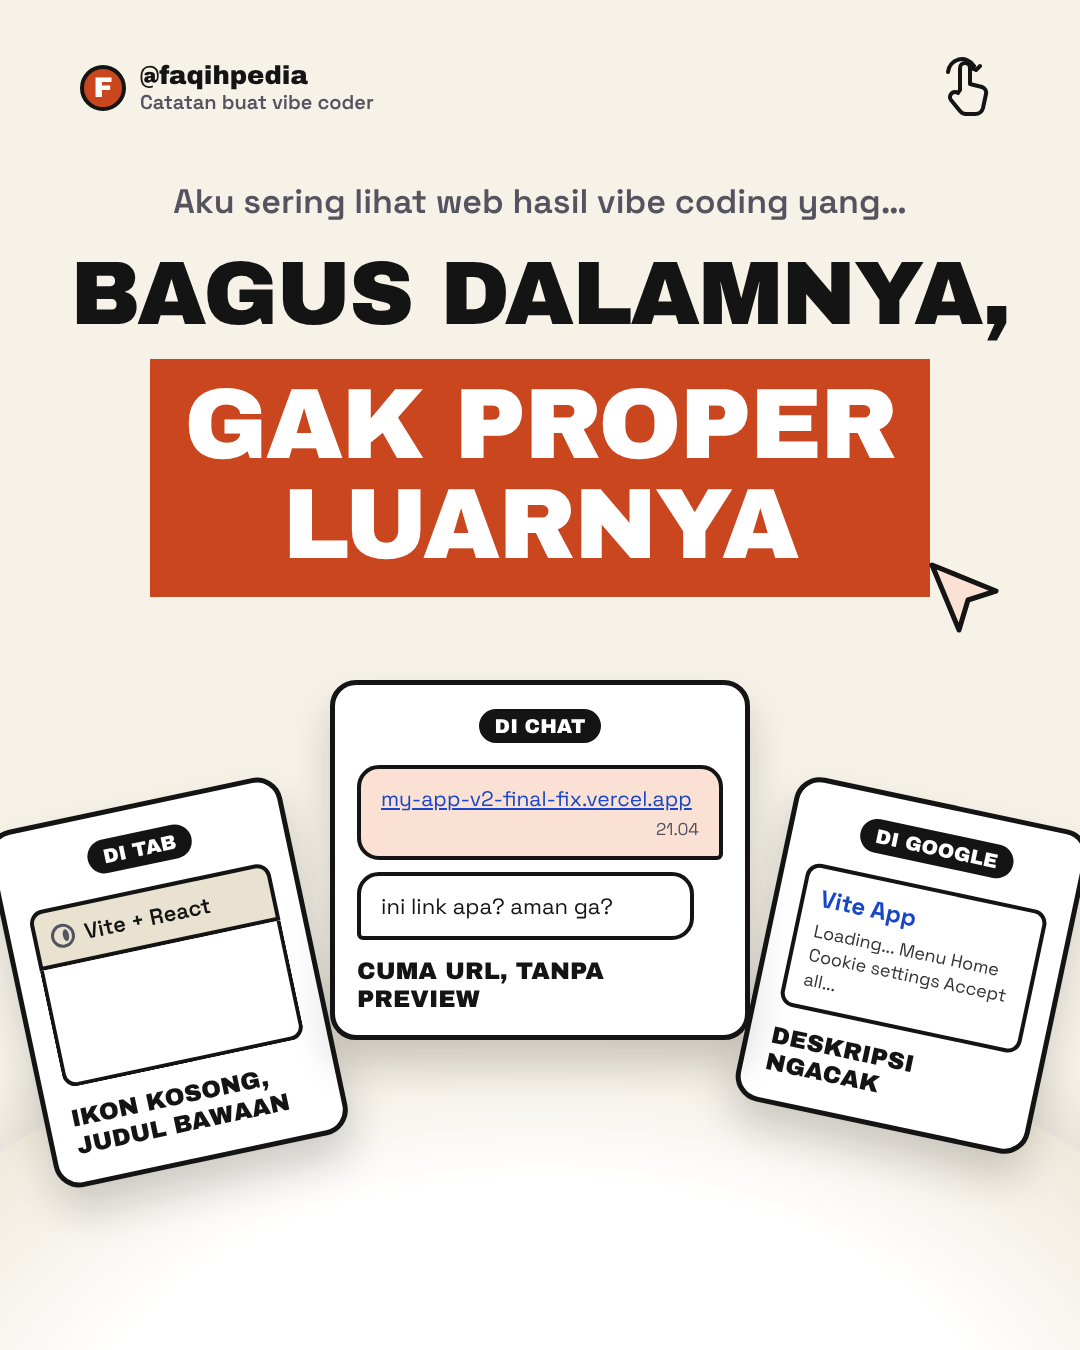 F
@faqihpedia
Catatan buat vibe coder
Aku sering lihat web hasil vibe coding yang...
BAGUS DALAMNYA,
GAK PROPER
LUARNYA
DI CHAT
my-app-v2-final-fix.vercel.app
21.04
ini link apa? aman ga?
CUMA URL, TANPA
PREVIEW
DI TAB
Vite + React
IKON KOSONG,
JUDUL BAWAAN
DI GOOGLE
Vite App
Loading... Menu Home
Cookie settings Accept
all...
DESKRIPSI
NGACAK